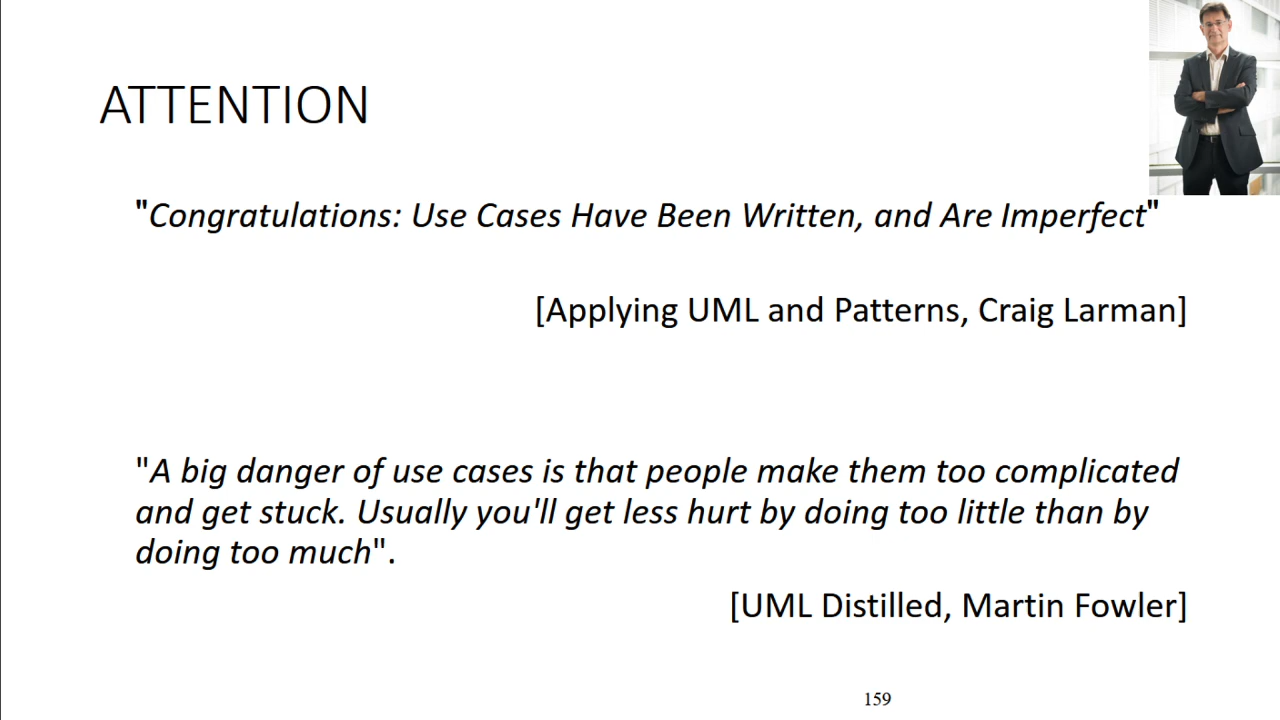 ATTENTION
"Congratulations: Use Cases Have Been Written, and Are Imperfect"
[Applying UML and Patterns, Craig Larman]
"A big danger of use cases is that people make them too complicated
and get stuck. Usually you'll get less hurt by doing too little than by
doing too much".
[UML Distilled, Martin Fowler]
159